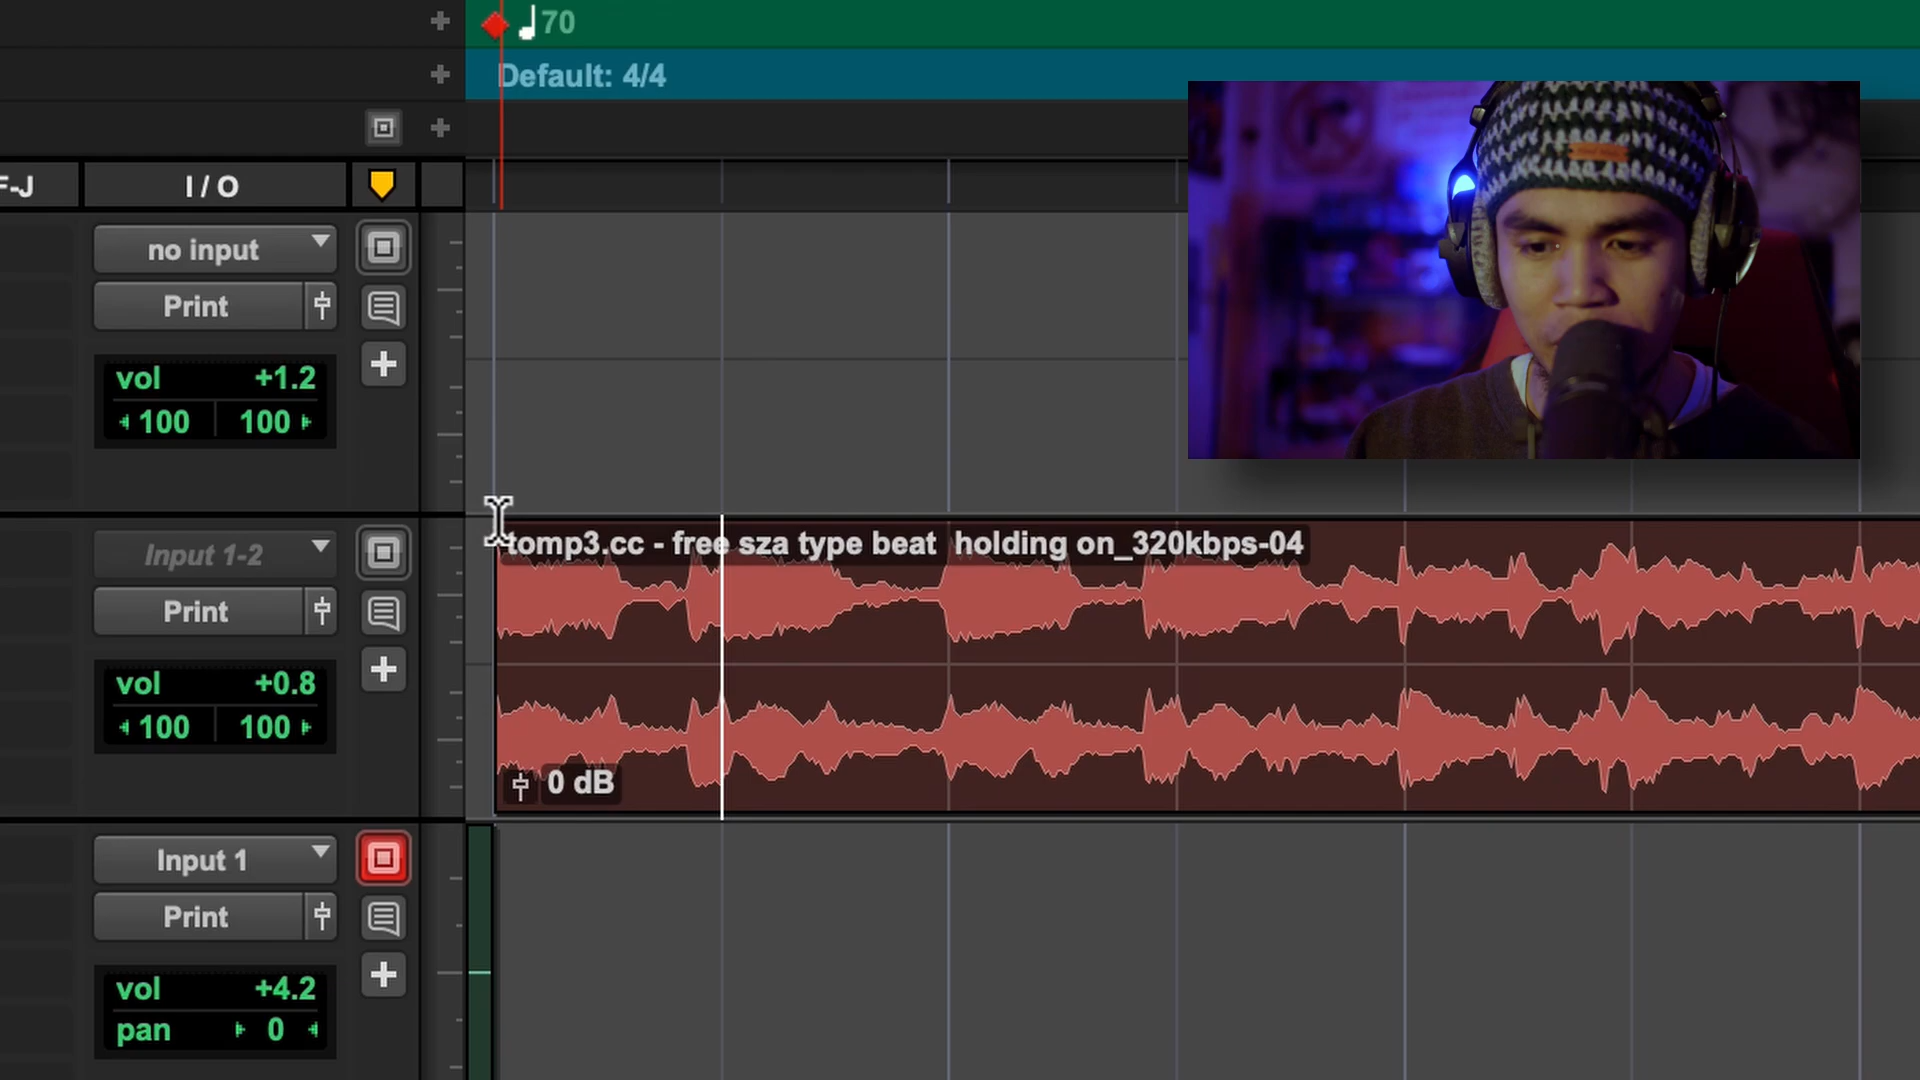 70
Default: 4/4
F-J
I / O
no input
Print
vol +1.2
100 100
tomp3.cc - free sza type beat  holding on_320kbps-04
Input 1-2
Print
vol +0.8
100 100
0 dB
Input 1
Print
vol +4.2
pan 0